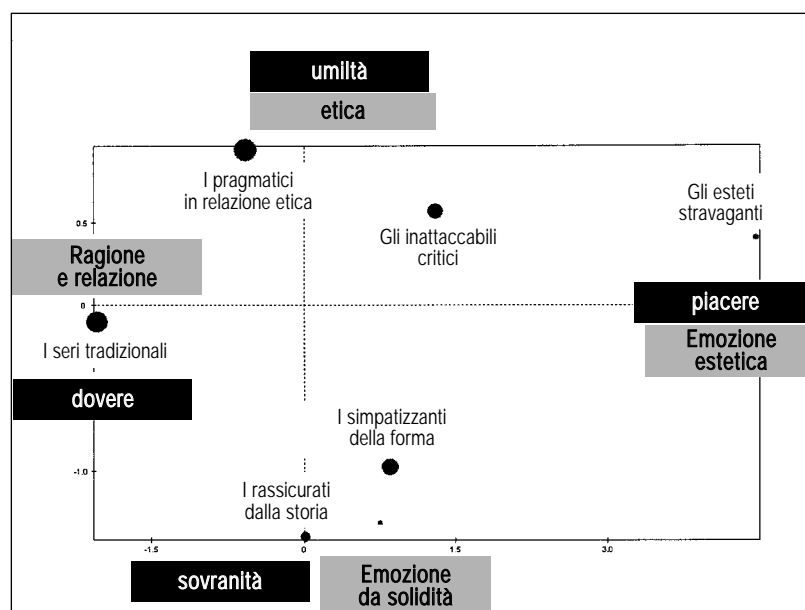 umiltà
etica
I pragmatici
in relazione etica
Gli esteti
stravaganti
0.5
Gli inattaccabili
critici
Ragione
e relazione
0
piacere
I seri tradizionali
Emozione
estetica
dovere
I simpatizzanti
della forma
-1.0
I rassicurati
dalla storia
-1.5
0
1.5
3.0
sovranità
Emozione
da solidità